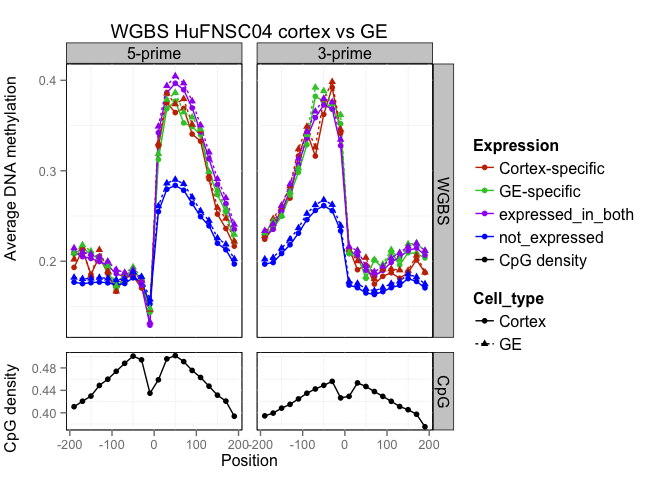 WGBS HuFNSC04 cortex vs GE
5-prime
3-prime
Average DNA methylation
0.4
0.3
0.2
WGBS
CpG density
0.48
0.44
0.40
CpG
-200 -100 0 100 200
-200 -100 0 100 200
Position
Expression
Cortex-specific
GE-specific
expressed_in_both
not_expressed
CpG density
Cell_type
Cortex
GE